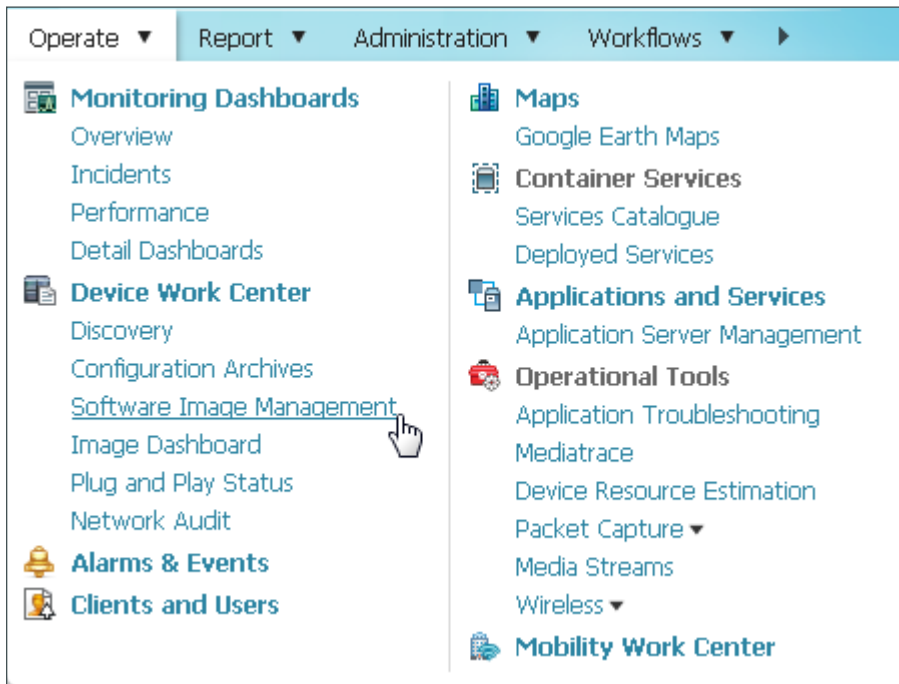 Operate ▼ Report ▼ Administration ▼ Workflows ▼ ▶
Monitoring Dashboards
Overview
Incidents
Performance
Detail Dashboards
Device Work Center
Discovery
Configuration Archives
Software Image Management
Image Dashboard
Plug and Play Status
Network Audit
Alarms & Events
Clients and Users
Maps
Google Earth Maps
Container Services
Services Catalogue
Deployed Services
Applications and Services
Application Server Management
Operational Tools
Application Troubleshooting
Mediatrace
Device Resource Estimation
Packet Capture ▼
Media Streams
Wireless ▼
Mobility Work Center